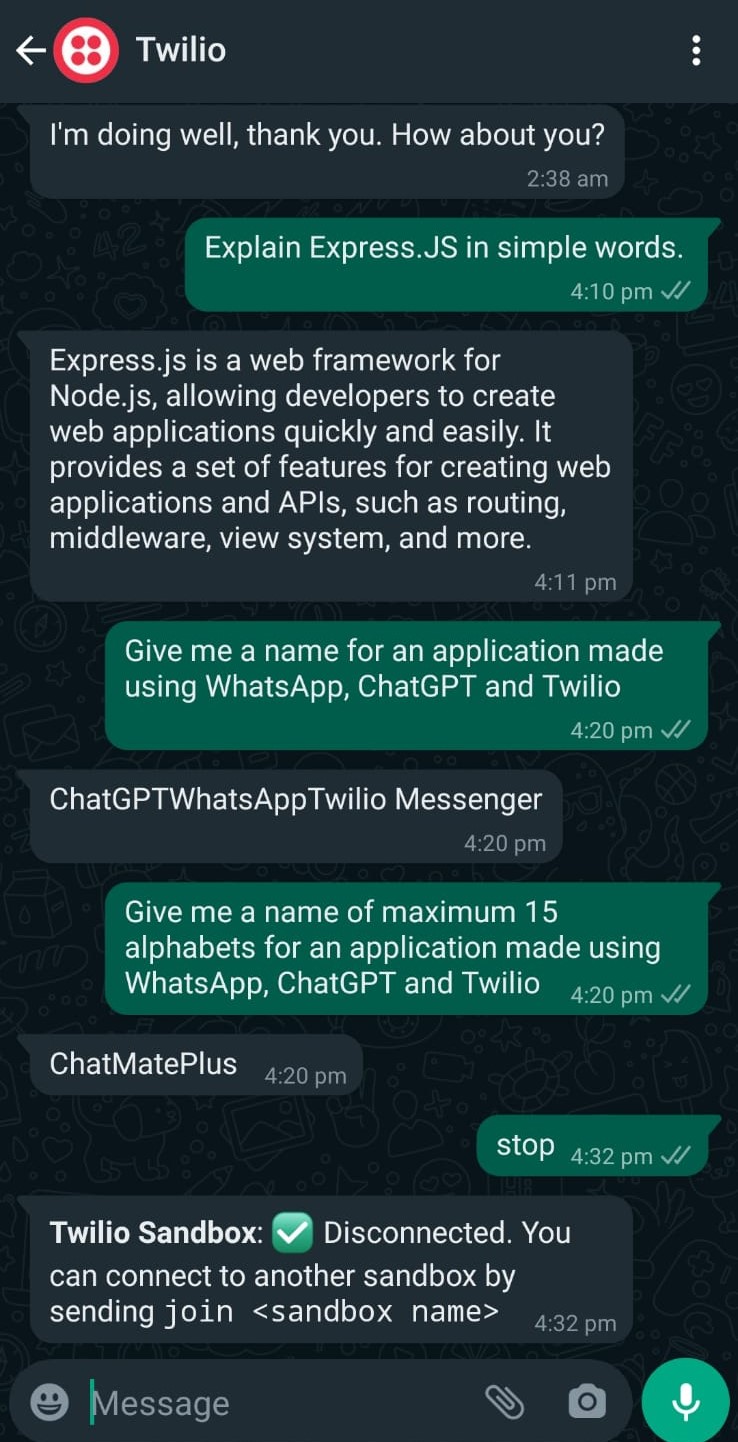 Twilio
I'm doing well, thank you. How about you?
2:38 am
Explain Express.JS in simple words.
4:10 pm
Express.js is a web framework for
Node.js, allowing developers to create
web applications quickly and easily. It
provides a set of features for creating web
applications and APIs, such as routing,
middleware, view system, and more.
4:11 pm
Give me a name for an application made
using WhatsApp, ChatGPT and Twilio
4:20 pm
ChatGPTWhatsAppTwilio Messenger
4:20 pm
Give me a name of maximum 15
alphabets for an application made using
WhatsApp, ChatGPT and Twilio 4:20 pm
ChatMatePlus 4:20 pm
stop 4:32 pm
Twilio Sandbox: ✅ Disconnected. You
can connect to another sandbox by
sending join <sandbox name> 4:32 pm
Message